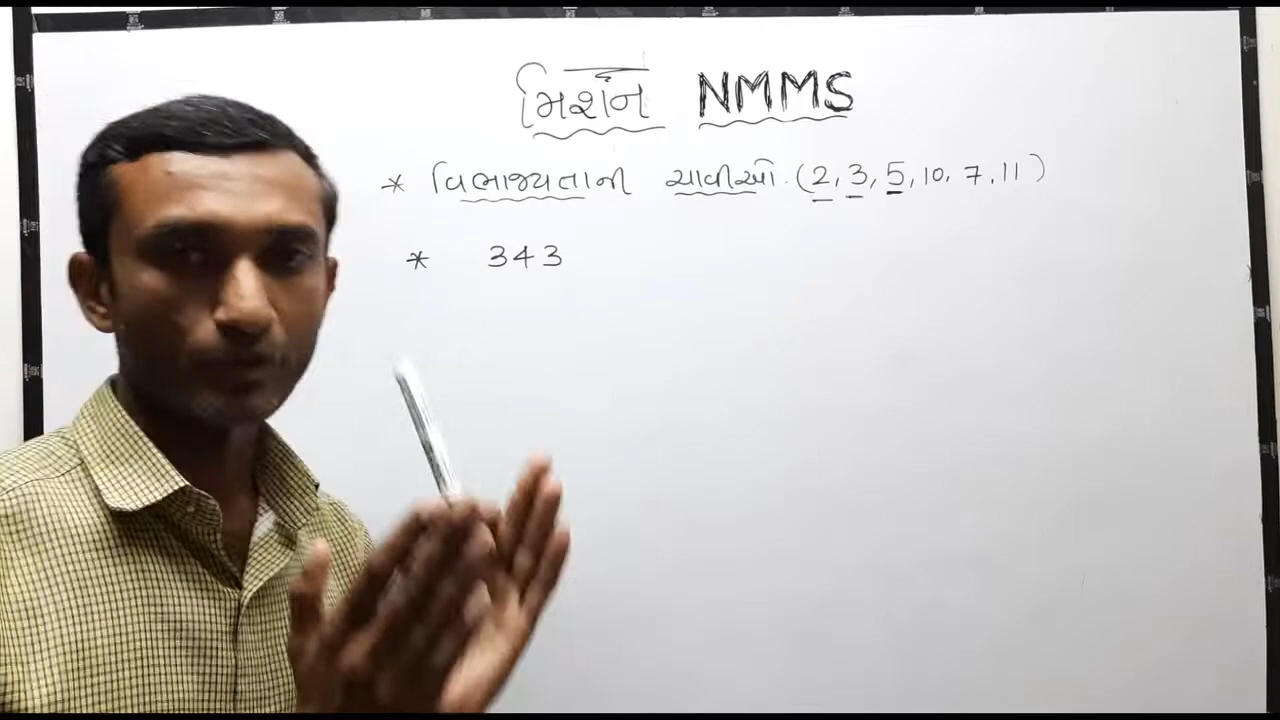 મિશન NMMS
* વિભાજ્યતાની ચાવીઓ. (2, 3, 5, 10, 7, 11)
* 343